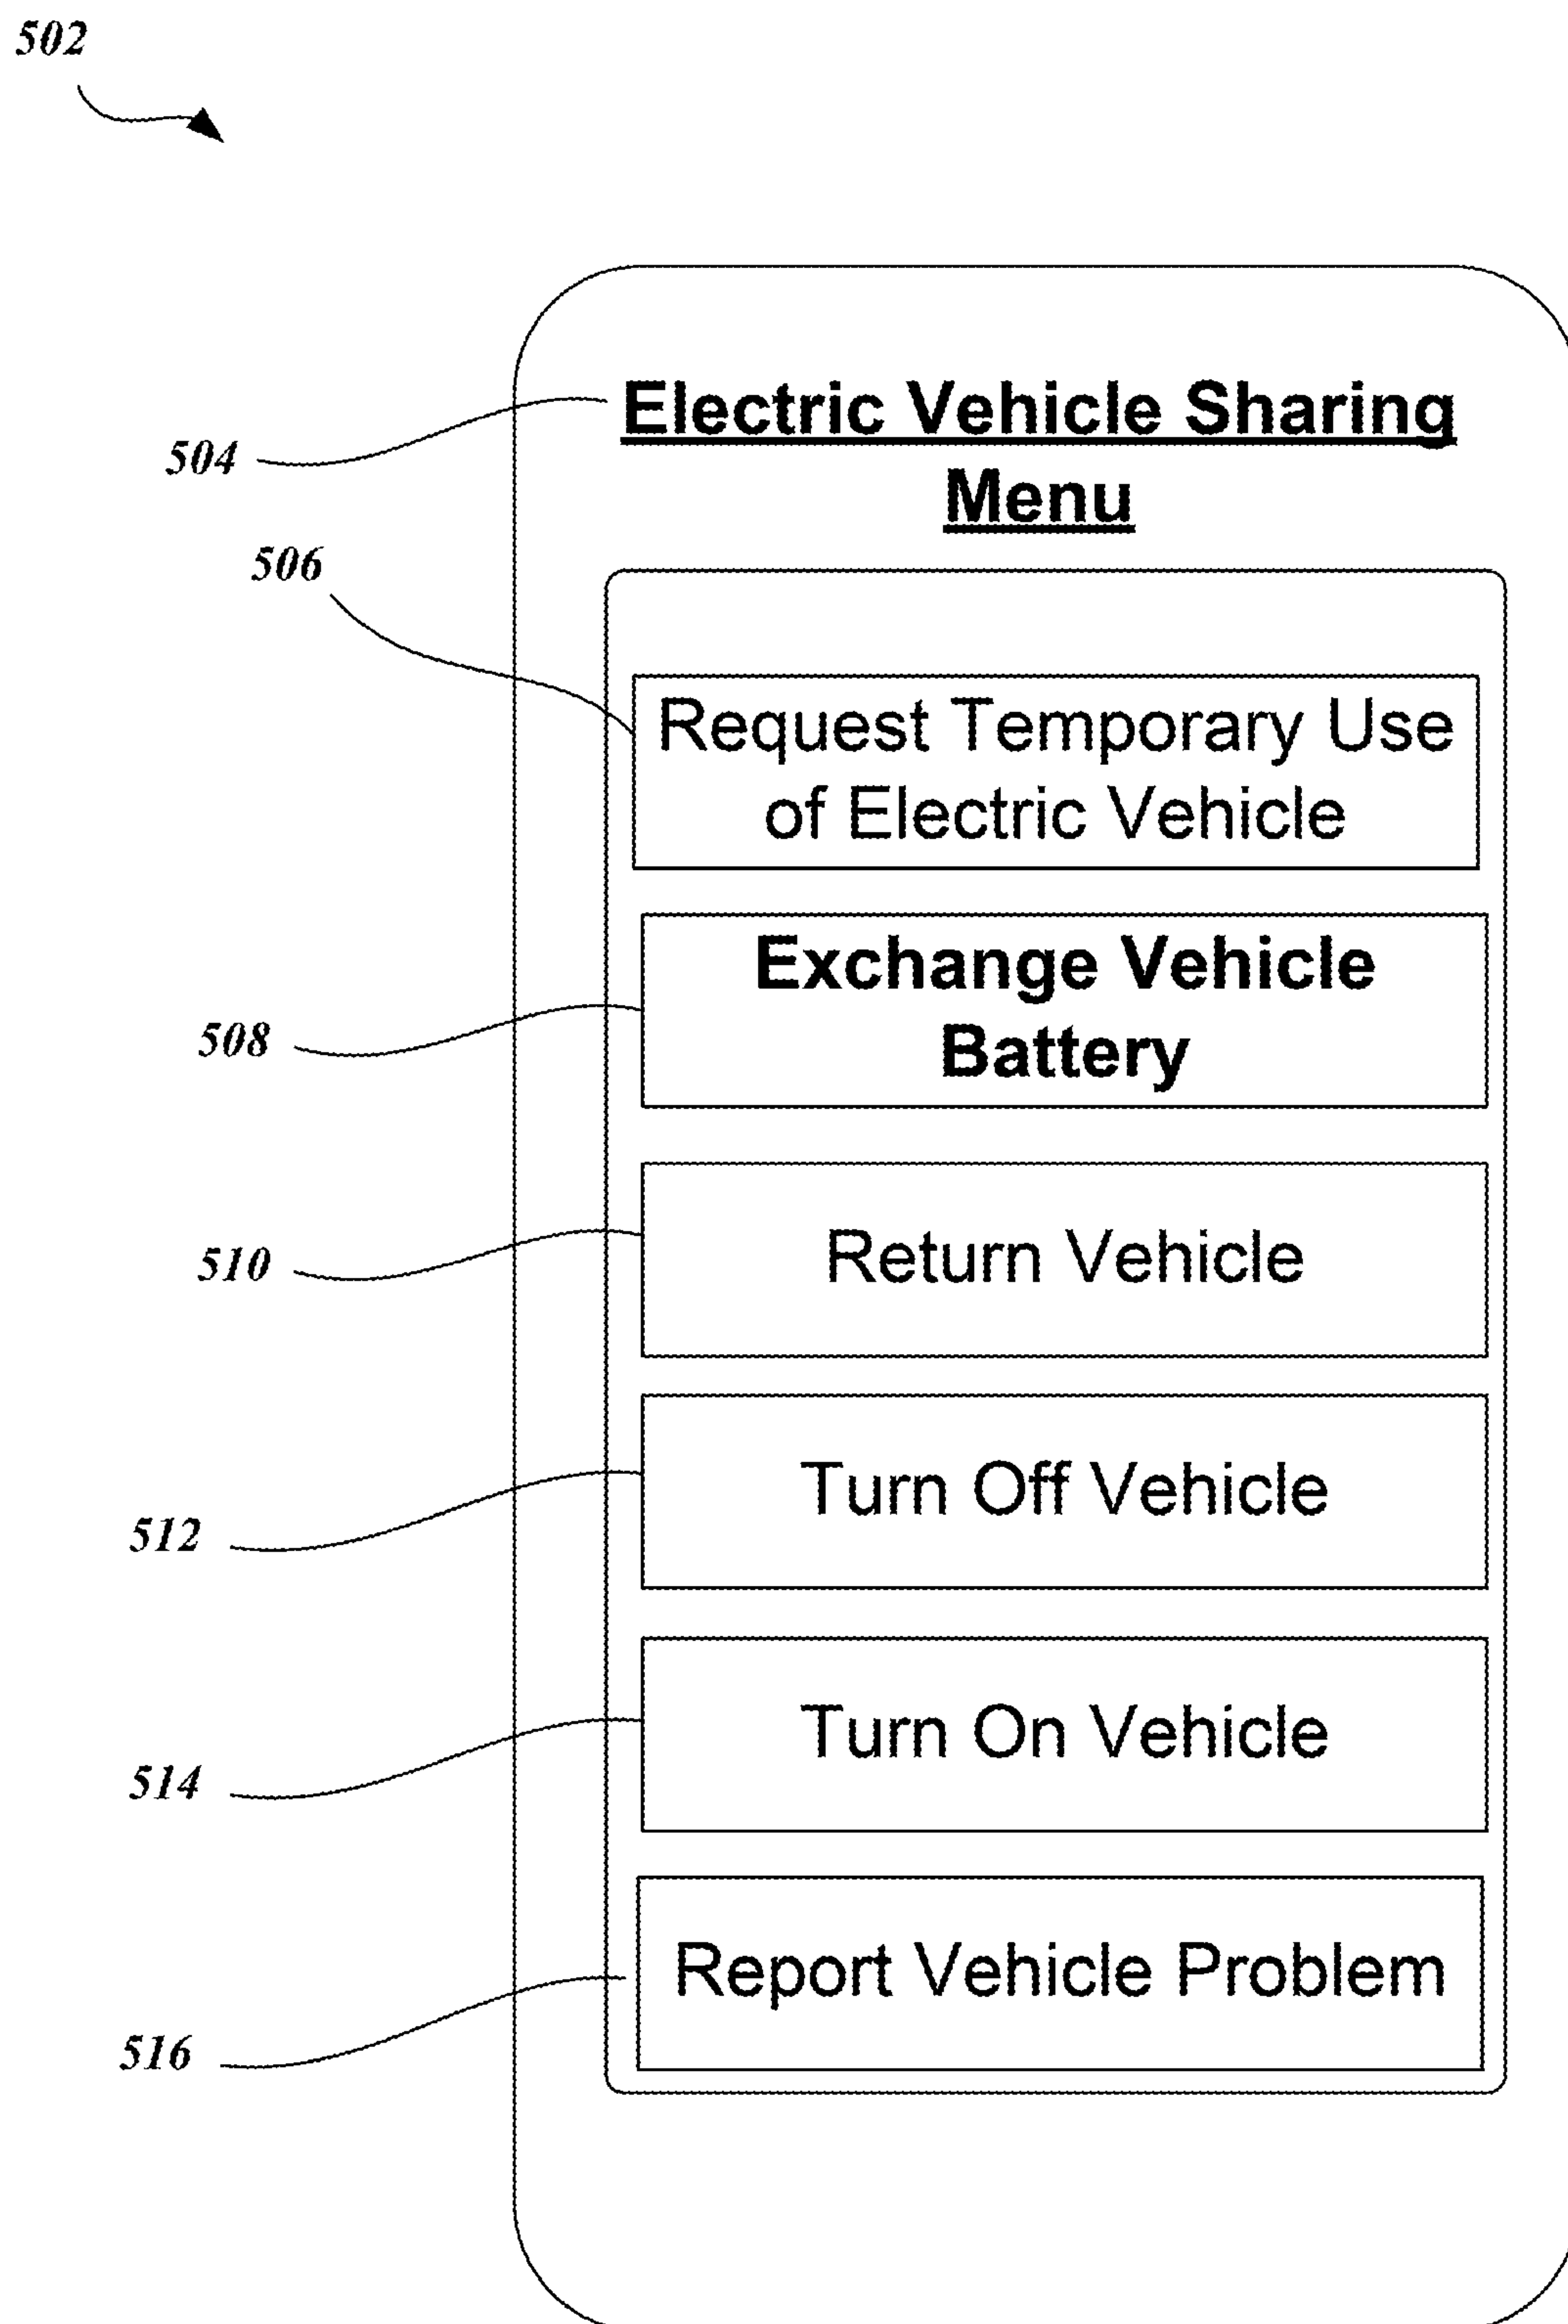 502
504
Electric Vehicle Sharing
Menu
506
Request Temporary Use
of Electric Vehicle
508
Exchange Vehicle
Battery
510
Return Vehicle
512
Turn Off Vehicle
514
Turn On Vehicle
516
Report Vehicle Problem